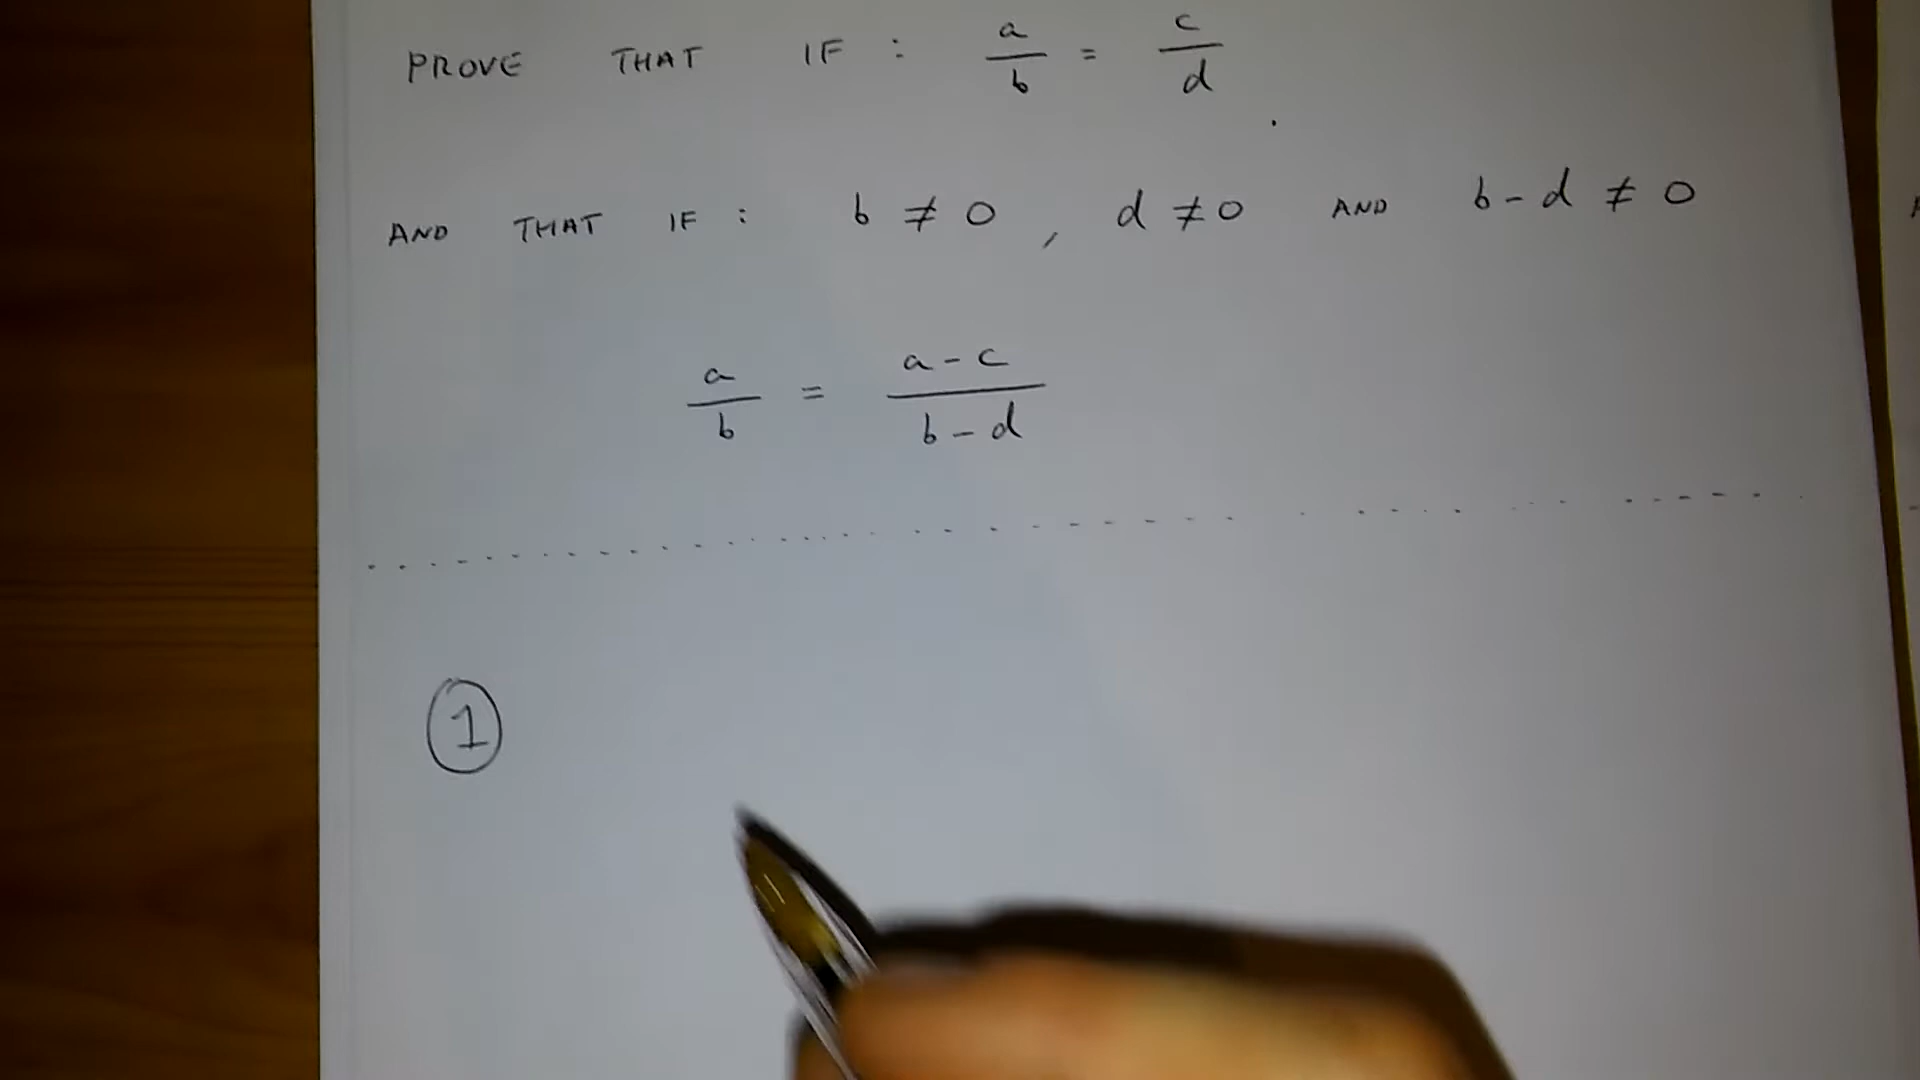 PROVE THAT IF : a/b = c/d .
AND THAT IF : b ≠ 0 , d ≠ 0 AND b - d ≠ 0
a/b = a - c / b - d
1